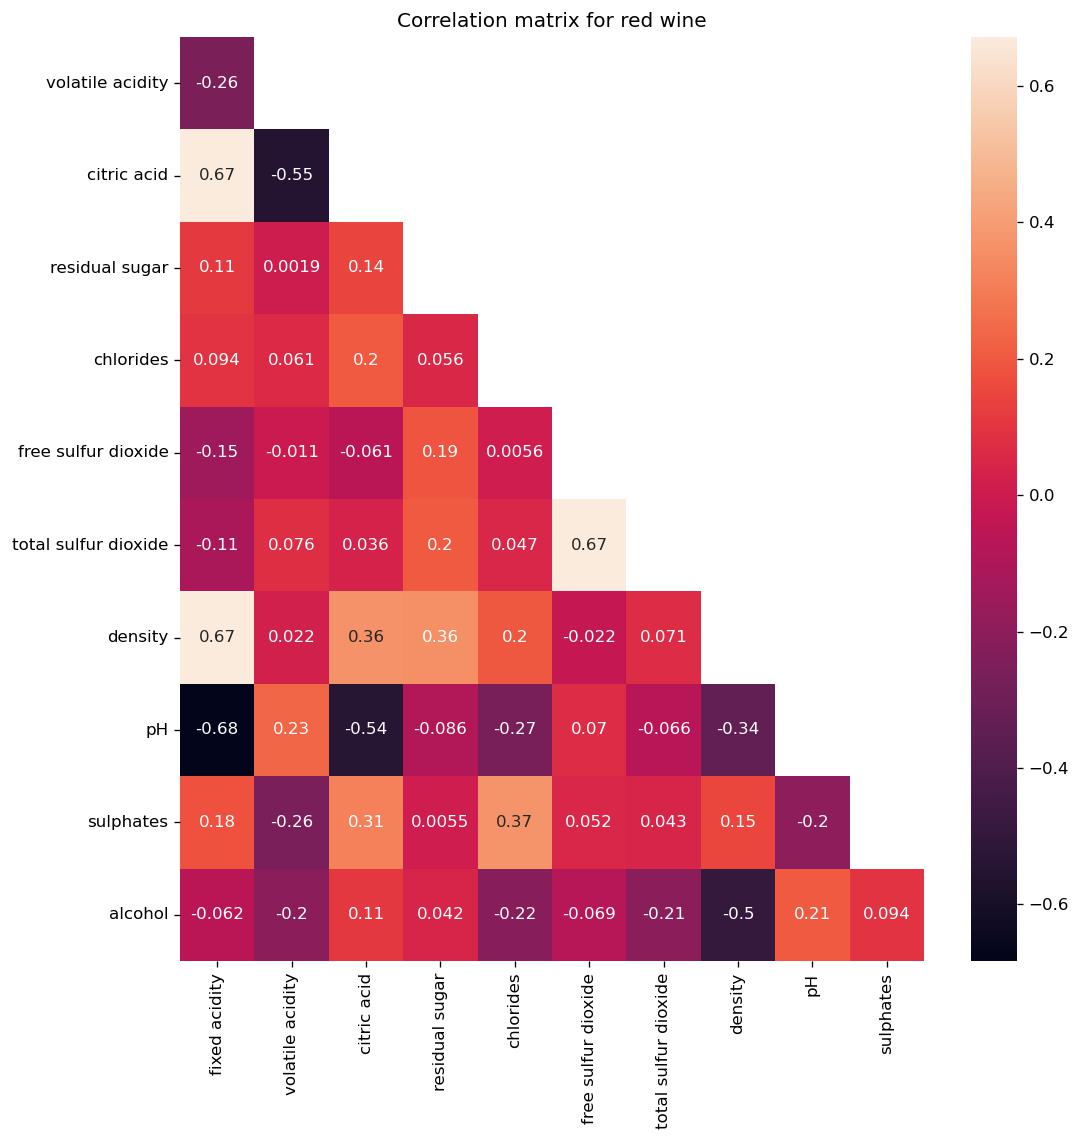 Correlation matrix for red wine
volatile acidity -0.26
citric acid 0.67 -0.55
residual sugar 0.11 0.0019 0.14
chlorides 0.094 0.061 0.2 0.056
free sulfur dioxide -0.15 -0.011 -0.061 0.19 0.0056
total sulfur dioxide -0.11 0.076 0.036 0.2 0.047 0.67
density 0.67 0.022 0.36 0.36 0.2 -0.022 0.071
pH -0.68 0.23 -0.54 -0.086 -0.27 0.07 -0.066 -0.34
sulphates 0.18 -0.26 0.31 0.0055 0.37 0.052 0.043 0.15 -0.2
alcohol -0.062 -0.2 0.11 0.042 -0.22 -0.069 -0.21 -0.5 0.21 0.094
fixed acidity
volatile acidity
citric acid
residual sugar
chlorides
free sulfur dioxide
total sulfur dioxide
density
pH
sulphates
0.6
0.4
0.2
0.0
−0.2
−0.4
−0.6